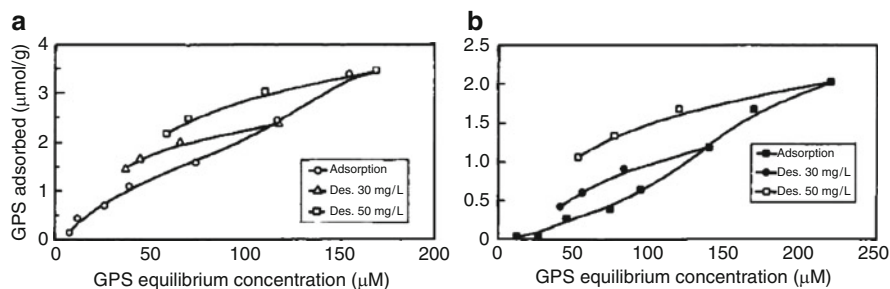 a
GPS adsorbed (μmol/g)
4
3
2
1
0
0
50
100
150
200
GPS equilibrium concentration (μM)
Adsorption
Des. 30 mg/L
Des. 50 mg/L
b
2.5
2.0
1.5
1.0
0.5
0
0
50
100
150
200
250
GPS equilibrium concentration (μM)
Adsorption
Des. 30 mg/L
Des. 50 mg/L